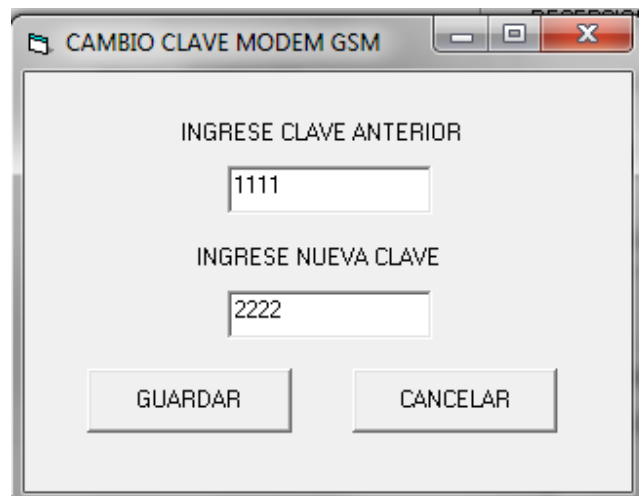 CAMBIO CLAVE MODEM GSM
INGRESE CLAVE ANTERIOR
1111
INGRESE NUEVA CLAVE
2222
GUARDAR CANCELAR